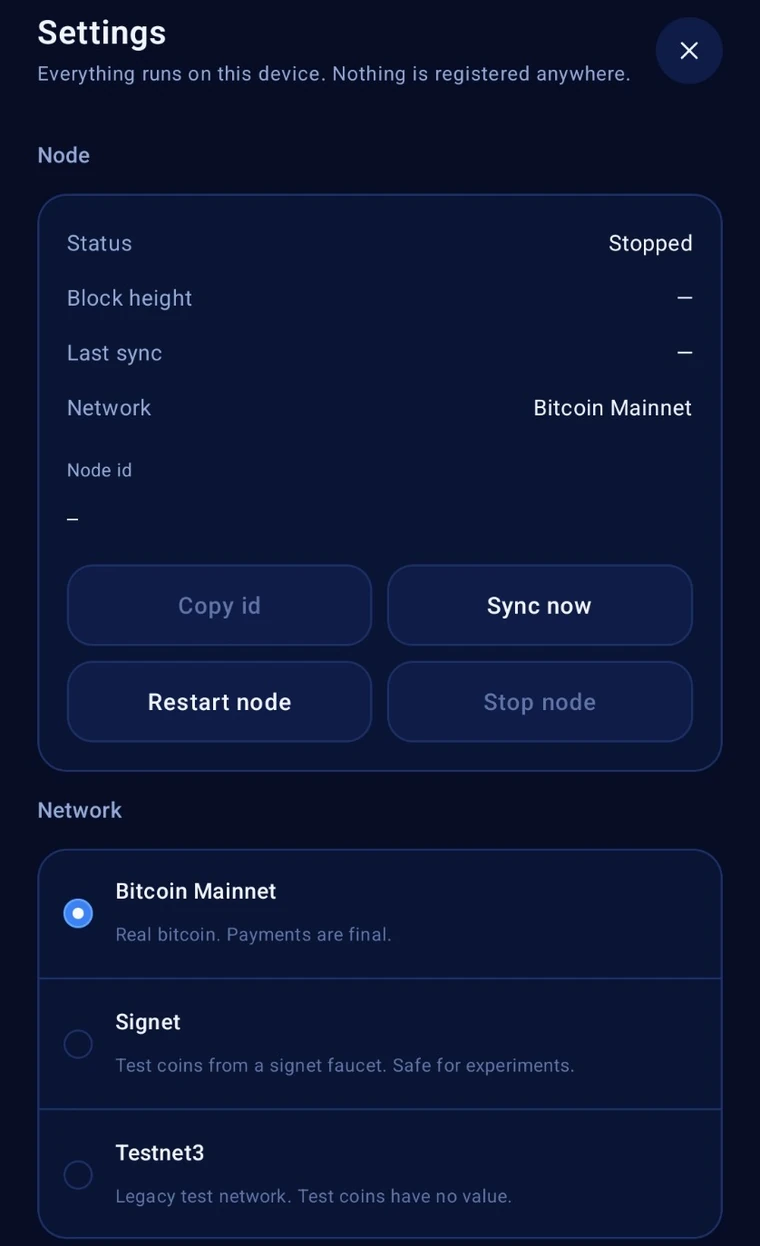 Settings
Everything runs on this device. Nothing is registered anywhere.
Node
Status Stopped
Block height –
Last sync –
Network Bitcoin Mainnet
Node id
–
Copy id Sync now
Restart node Stop node
Network
Bitcoin Mainnet
Real bitcoin. Payments are final.
Signet
Test coins from a signet faucet. Safe for experiments.
Testnet3
Legacy test network. Test coins have no value.